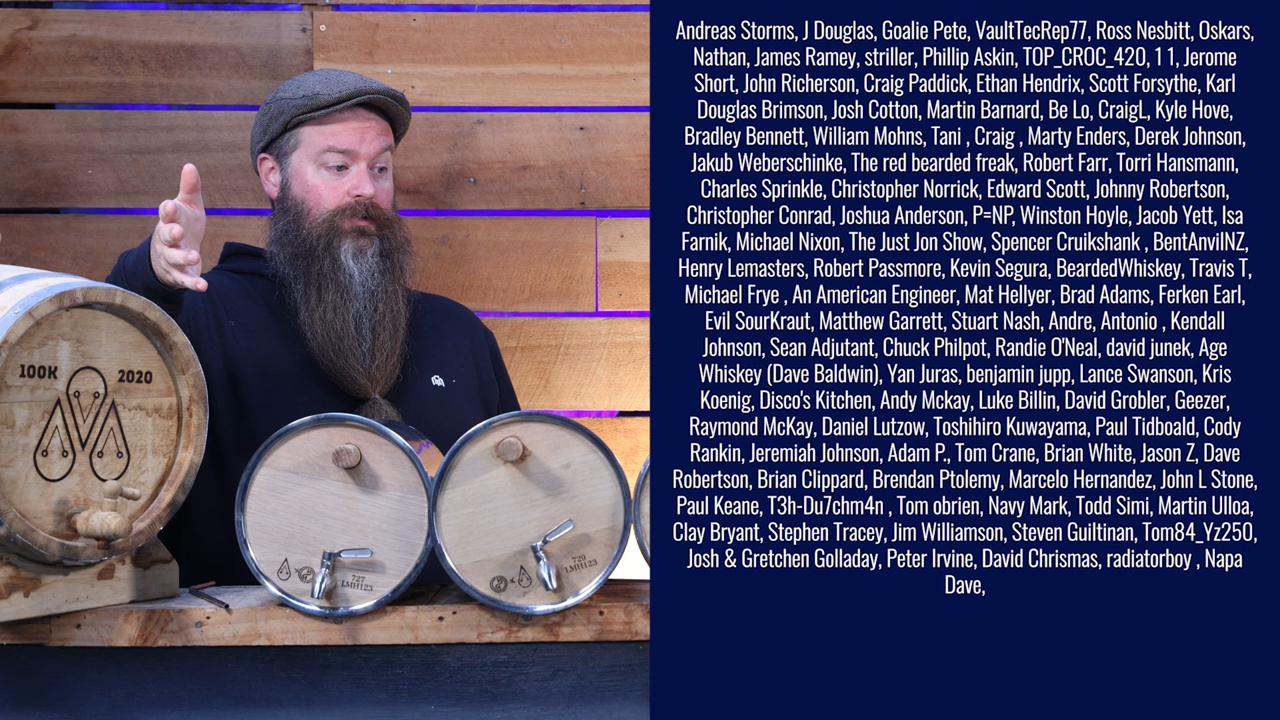 100K 2020
727
LMH123
729
LMH123
Andreas Storms, J Douglas, Goalie Pete, VaultTecRep77, Ross Nesbitt, Oskars,
Nathan, James Ramey, striller, Phillip Askin, TOP_CROC_420, 1 1, Jerome
Short, John Richerson, Craig Paddick, Ethan Hendrix, Scott Forsythe, Karl
Douglas Brimson, Josh Cotton, Martin Barnard, Be Lo, CraigL, Kyle Hove,
Bradley Bennett, William Mohns, Tani , Craig , Marty Enders, Derek Johnson,
Jakub Weberschinke, The red bearded freak, Robert Farr, Torri Hansmann,
Charles Sprinkle, Christopher Norrick, Edward Scott, Johnny Robertson,
Christopher Conrad, Joshua Anderson, P=NP, Winston Hoyle, Jacob Yett, Isa
Farnik, Michael Nixon, The Just Jon Show, Spencer Cruikshank , BentAnvilNZ,
Henry Lemasters, Robert Passmore, Kevin Segura, BeardedWhiskey, Travis T,
Michael Frye , An American Engineer, Mat Hellyer, Brad Adams, Ferken Earl,
Evil SourKraut, Matthew Garrett, Stuart Nash, Andre, Antonio , Kendall
Johnson, Sean Adjutant, Chuck Philpot, Randie O'Neal, david junek, Age
Whiskey (Dave Baldwin), Yan Juras, benjamin jupp, Lance Swanson, Kris
Koenig, Disco's Kitchen, Andy Mckay, Luke Billin, David Grobler, Geezer,
Raymond McKay, Daniel Lutzow, Toshihiro Kuwayama, Paul Tidboald, Cody
Rankin, Jeremiah Johnson, Adam P,, Tom Crane, Brian White, Jason Z, Dave
Robertson, Brian Clippard, Brendan Ptolemy, Marcelo Hernandez, John L Stone,
Paul Keane, T3h-Du7chm4n , Tom obrien, Navy Mark, Todd Simi, Martin Ulloa,
Clay Bryant, Stephen Tracey, Jim Williamson, Steven Guiltinan, Tom84_Yz250,
Josh & Gretchen Golladay, Peter Irvine, David Chrismas, radiatorboy , Napa
Dave,